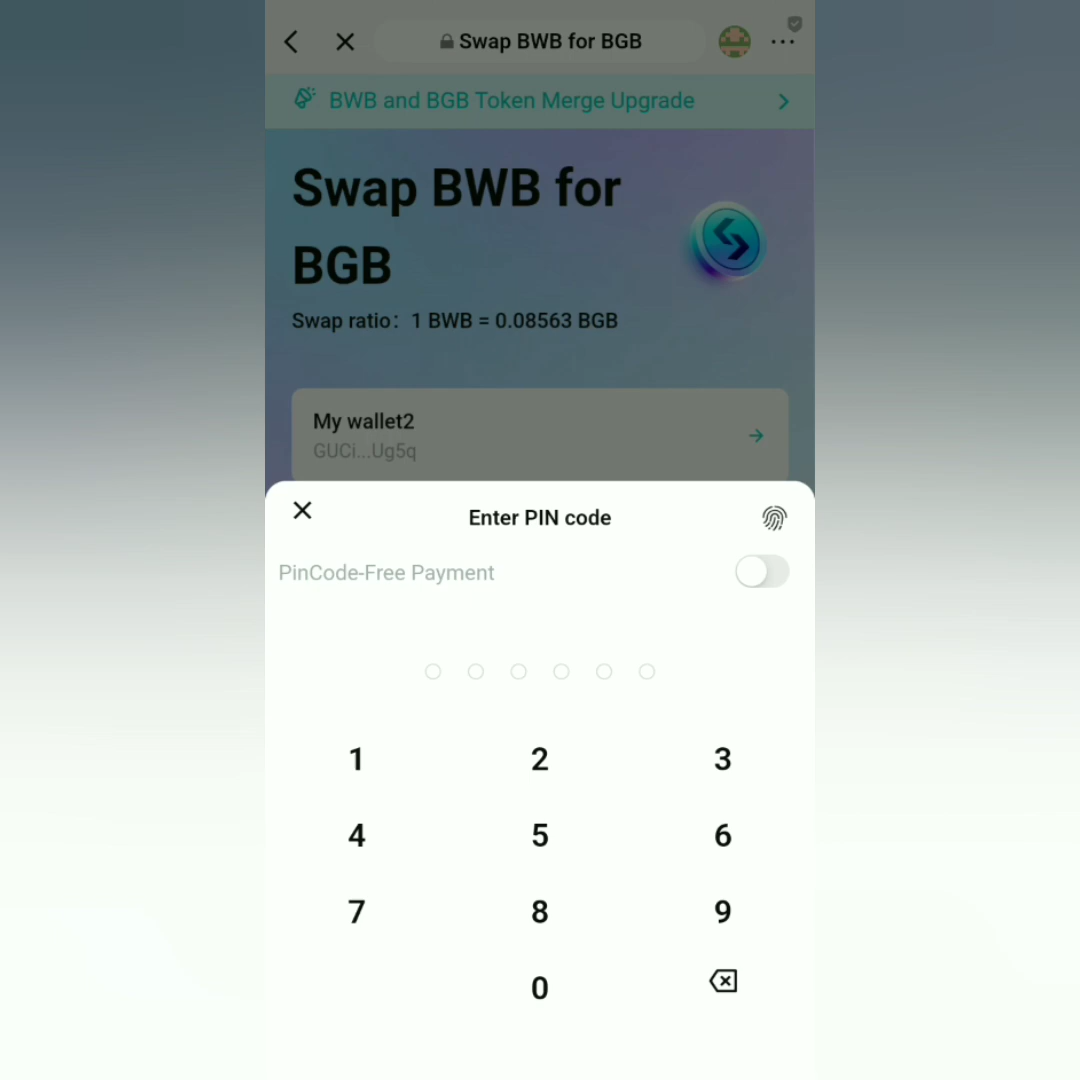 Swap BWB for BGB
BWB and BGB Token Merge Upgrade
Swap BWB for
BGB
Swap ratio： 1 BWB = 0.08563 BGB
My wallet2
GUCi...Ug5q
Enter PIN code
PinCode-Free Payment
1 2 3
4 5 6
7 8 9
0